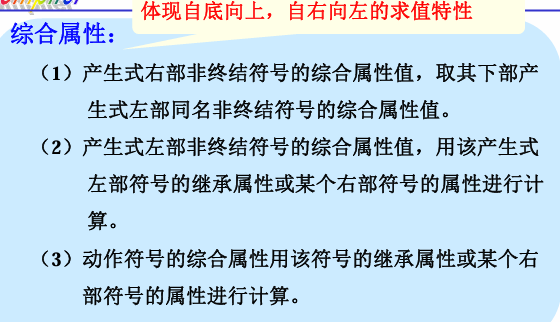 体现自底向上，自右向左的求值特性
综合属性：
（1）产生式右部非终结符号的综合属性值，取其下部产
生式左部同名非终结符号的综合属性值。
（2）产生式左部非终结符号的综合属性值，用该产生式
左部符号的继承属性或某个右部符号的属性进行计
算。
（3）动作符号的综合属性用该符号的继承属性或某个右
部符号的属性进行计算。